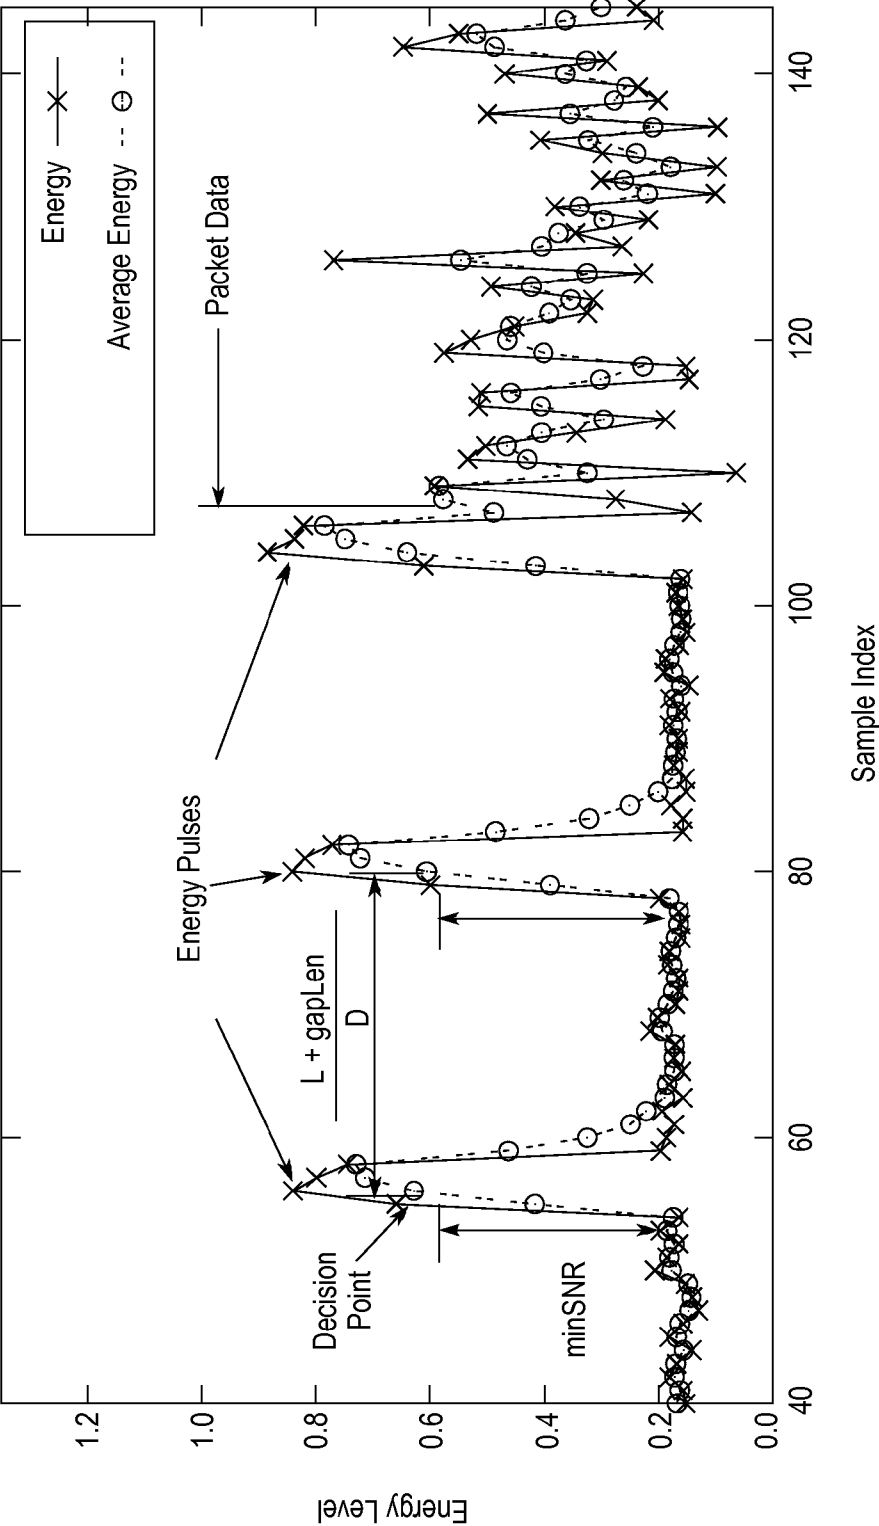 Energy
Average Energy
Packet Data
Energy Pulses
L + gapLen
D
Decision
Point
minSNR
Energy Level
1.2
1.0
0.8
0.6
0.4
0.2
0.0
40
60
80
100
120
140
Sample Index